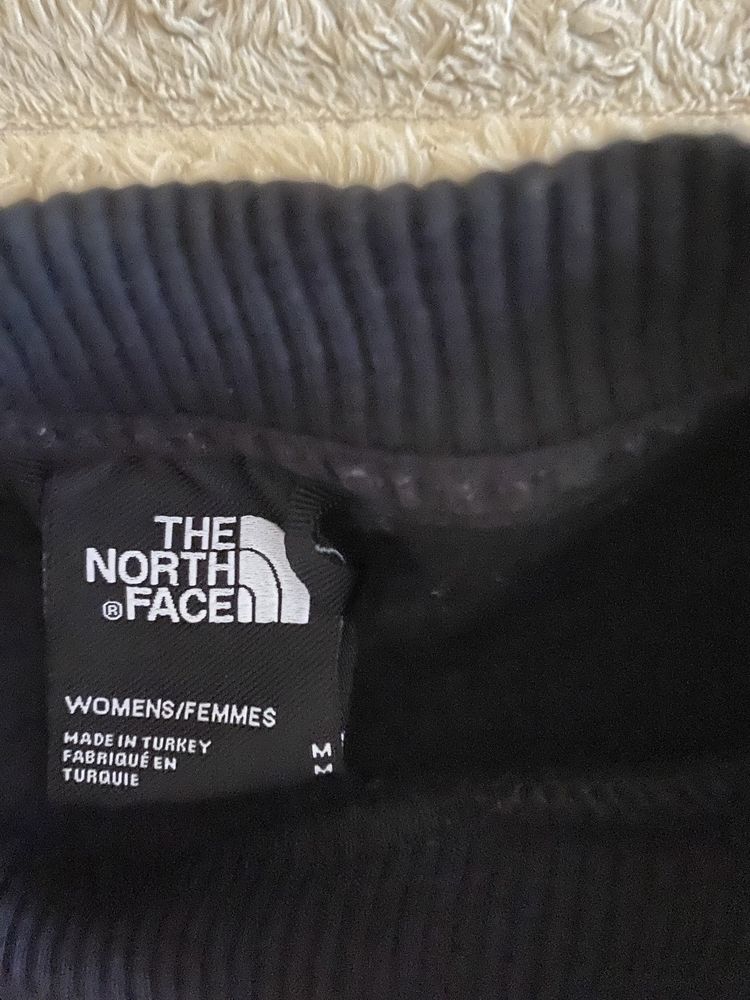 THE
NORTH
®FACE
WOMENS/FEMMES
MADE IN TURKEY
FABRIQUÉ EN
TURQUIE
M
M